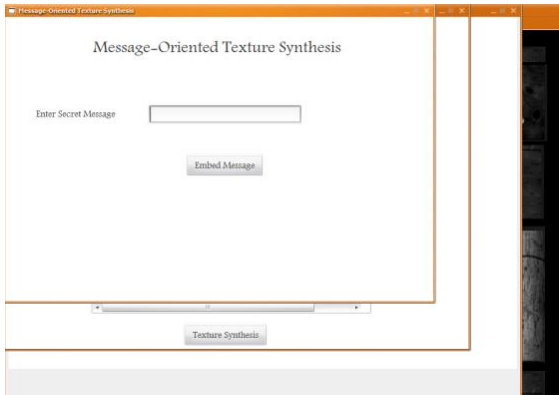 Message-Oriented Texture Synthesis
Message-Oriented Texture Synthesis
Enter Secret Message
Embed Message
Texture Synthesis